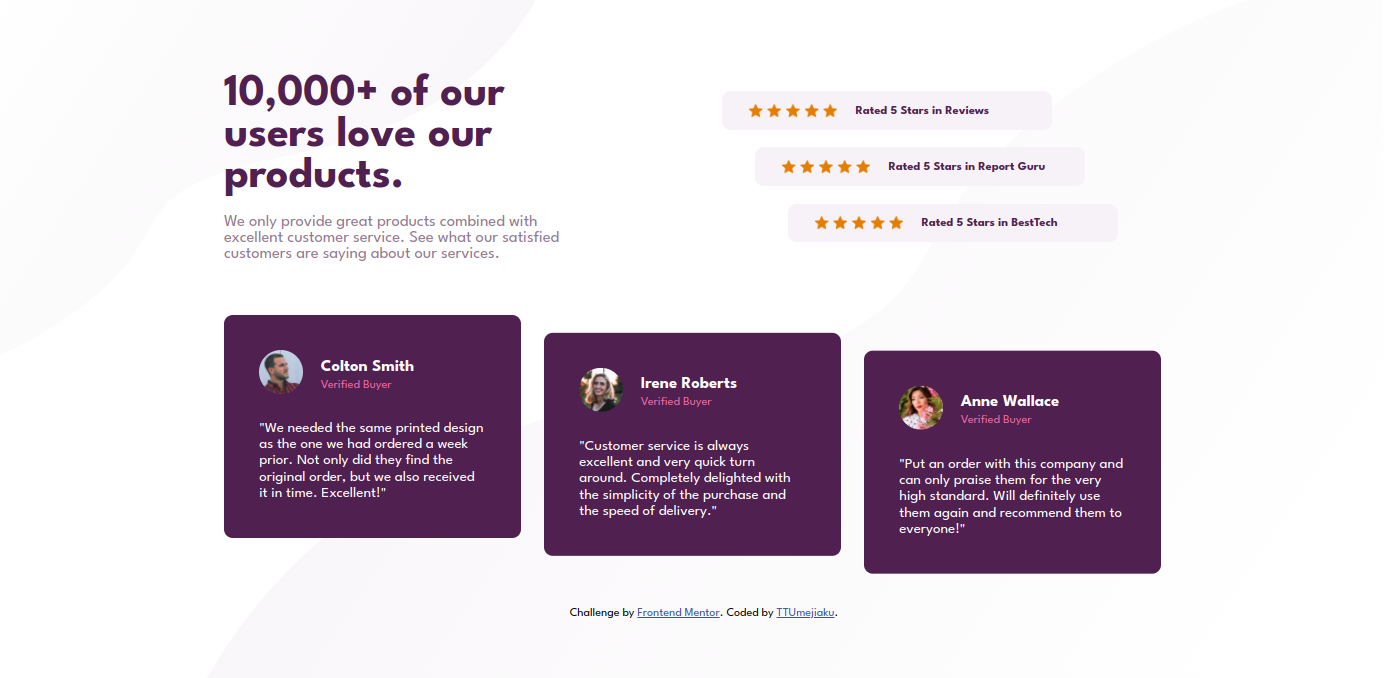 10,000+ of our
users love our
products.
We only provide great products combined with
excellent customer service. See what our satisfied
customers are saying about our services.
Rated 5 Stars in Reviews
Rated 5 Stars in Report Guru
Rated 5 Stars in BestTech
Colton Smith
Verified Buyer
"We needed the same printed design
as the one we had ordered a week
prior. Not only did they find the
original order, but we also received
it in time. Excellent!"
Irene Roberts
Verified Buyer
"Customer service is always
excellent and very quick turn
around. Completely delighted with
the simplicity of the purchase and
the speed of delivery."
Anne Wallace
Verified Buyer
"Put an order with this company and
can only praise them for the very
high standard. Will definitely use
them again and recommend them to
everyone!"
Challenge by Frontend Mentor. Coded by TTUmejiaku.